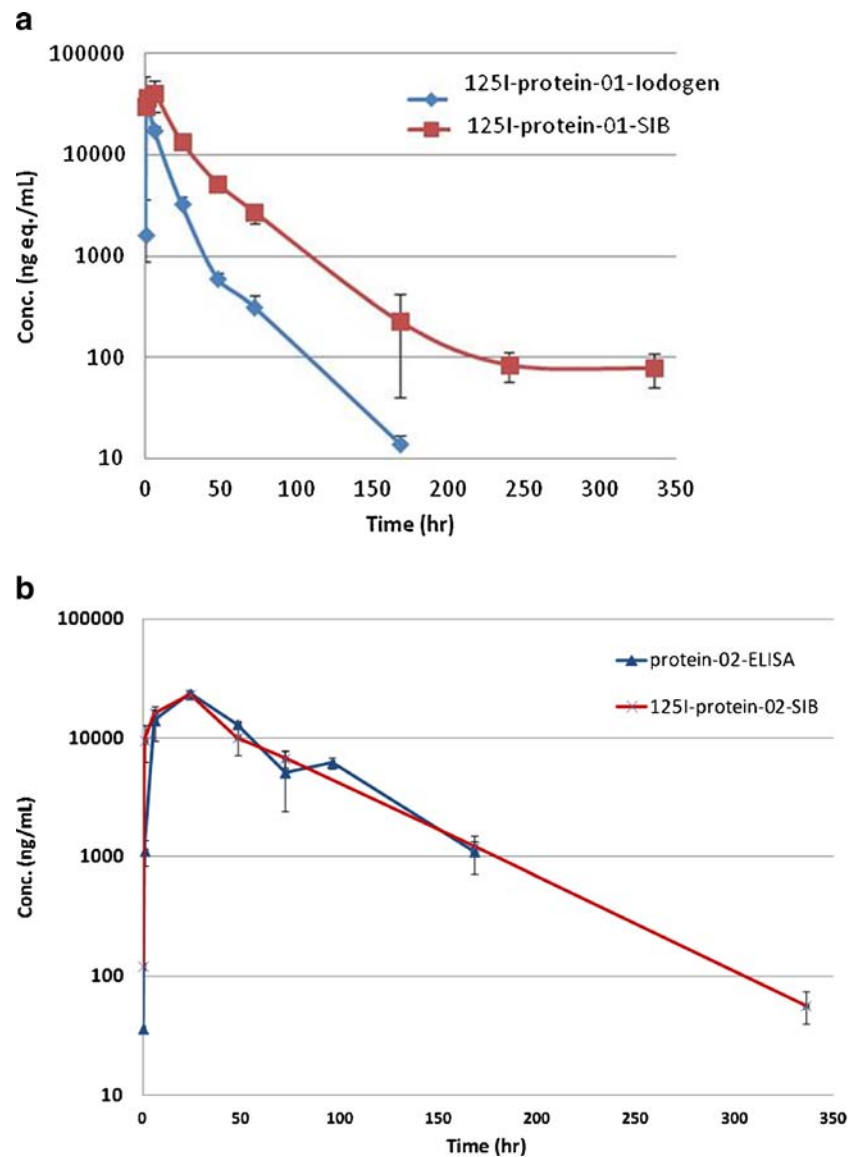 a
100000
10000
1000
100
10
Conc. (ng eq./mL)
125I-protein-01-Iodogen
125I-protein-01-SIB
0 50 100 150 200 250 300 350
Time (hr)
b
100000
10000
1000
100
10
Conc. (ng/mL)
protein-02-ELISA
125I-protein-02-SIB
0 50 100 150 200 250 300 350
Time (hr)